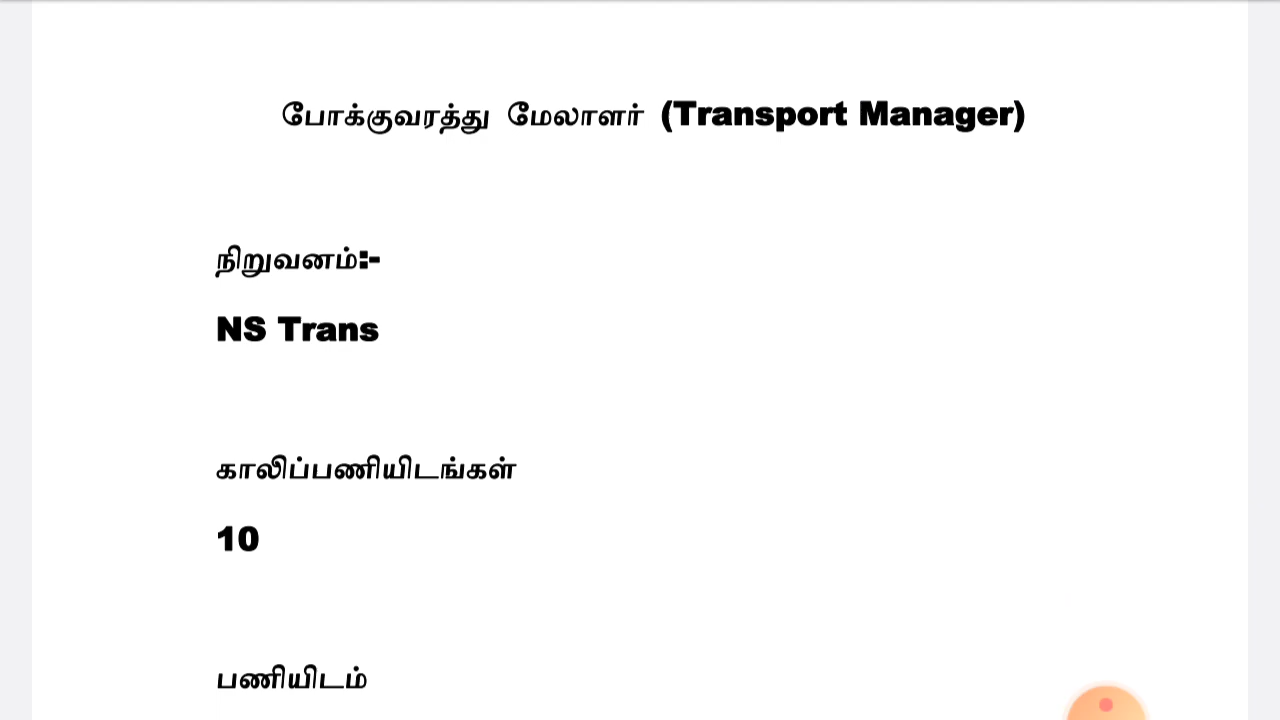 போக்குவரத்து மேலாளர் (Transport Manager)
நிறுவனம்:-
NS Trans
காலிப்பணியிடங்கள்
10
பணியிடம்